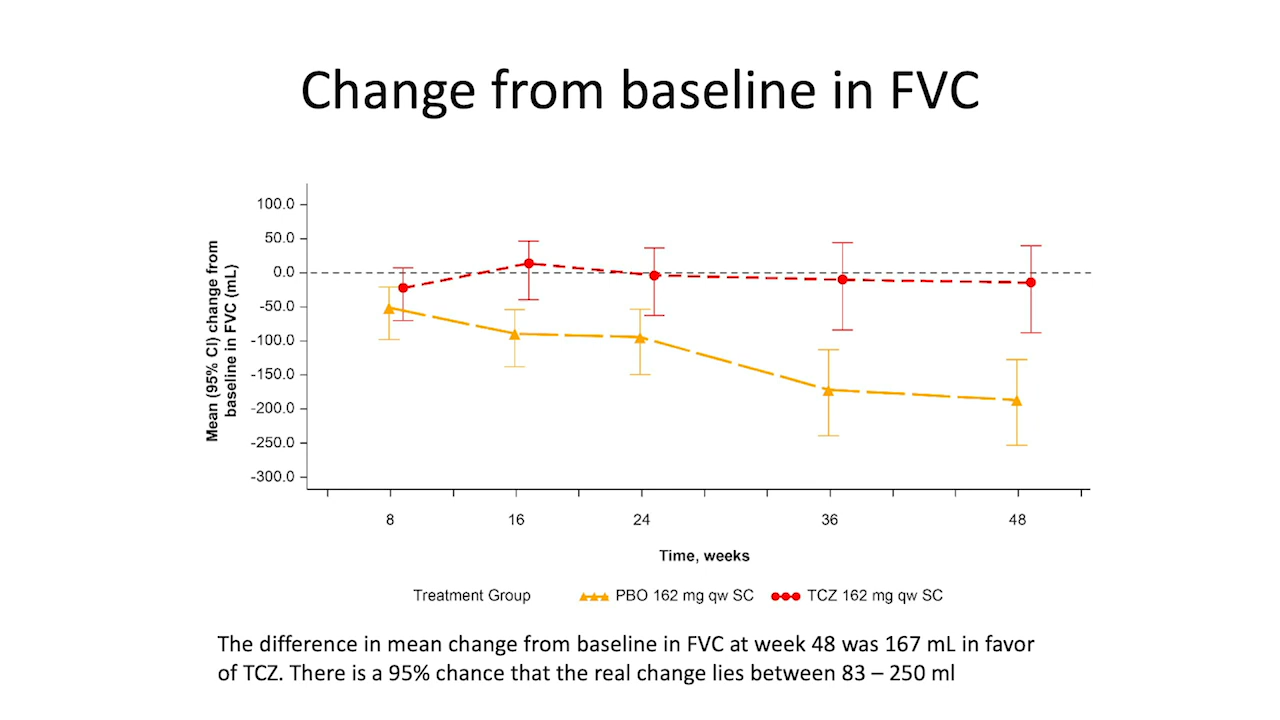 Change from baseline in FVC
Mean (95% CI) change from
baseline in FVC (mL)
100.0
50.0
0.0
-50.0
-100.0
-150.0
-200.0
-250.0
-300.0
8 16 24 36 48
Time, weeks
Treatment Group PBO 162 mg qw SC TCZ 162 mg qw SC
The difference in mean change from baseline in FVC at week 48 was 167 mL in favor
of TCZ. There is a 95% chance that the real change lies between 83 – 250 ml